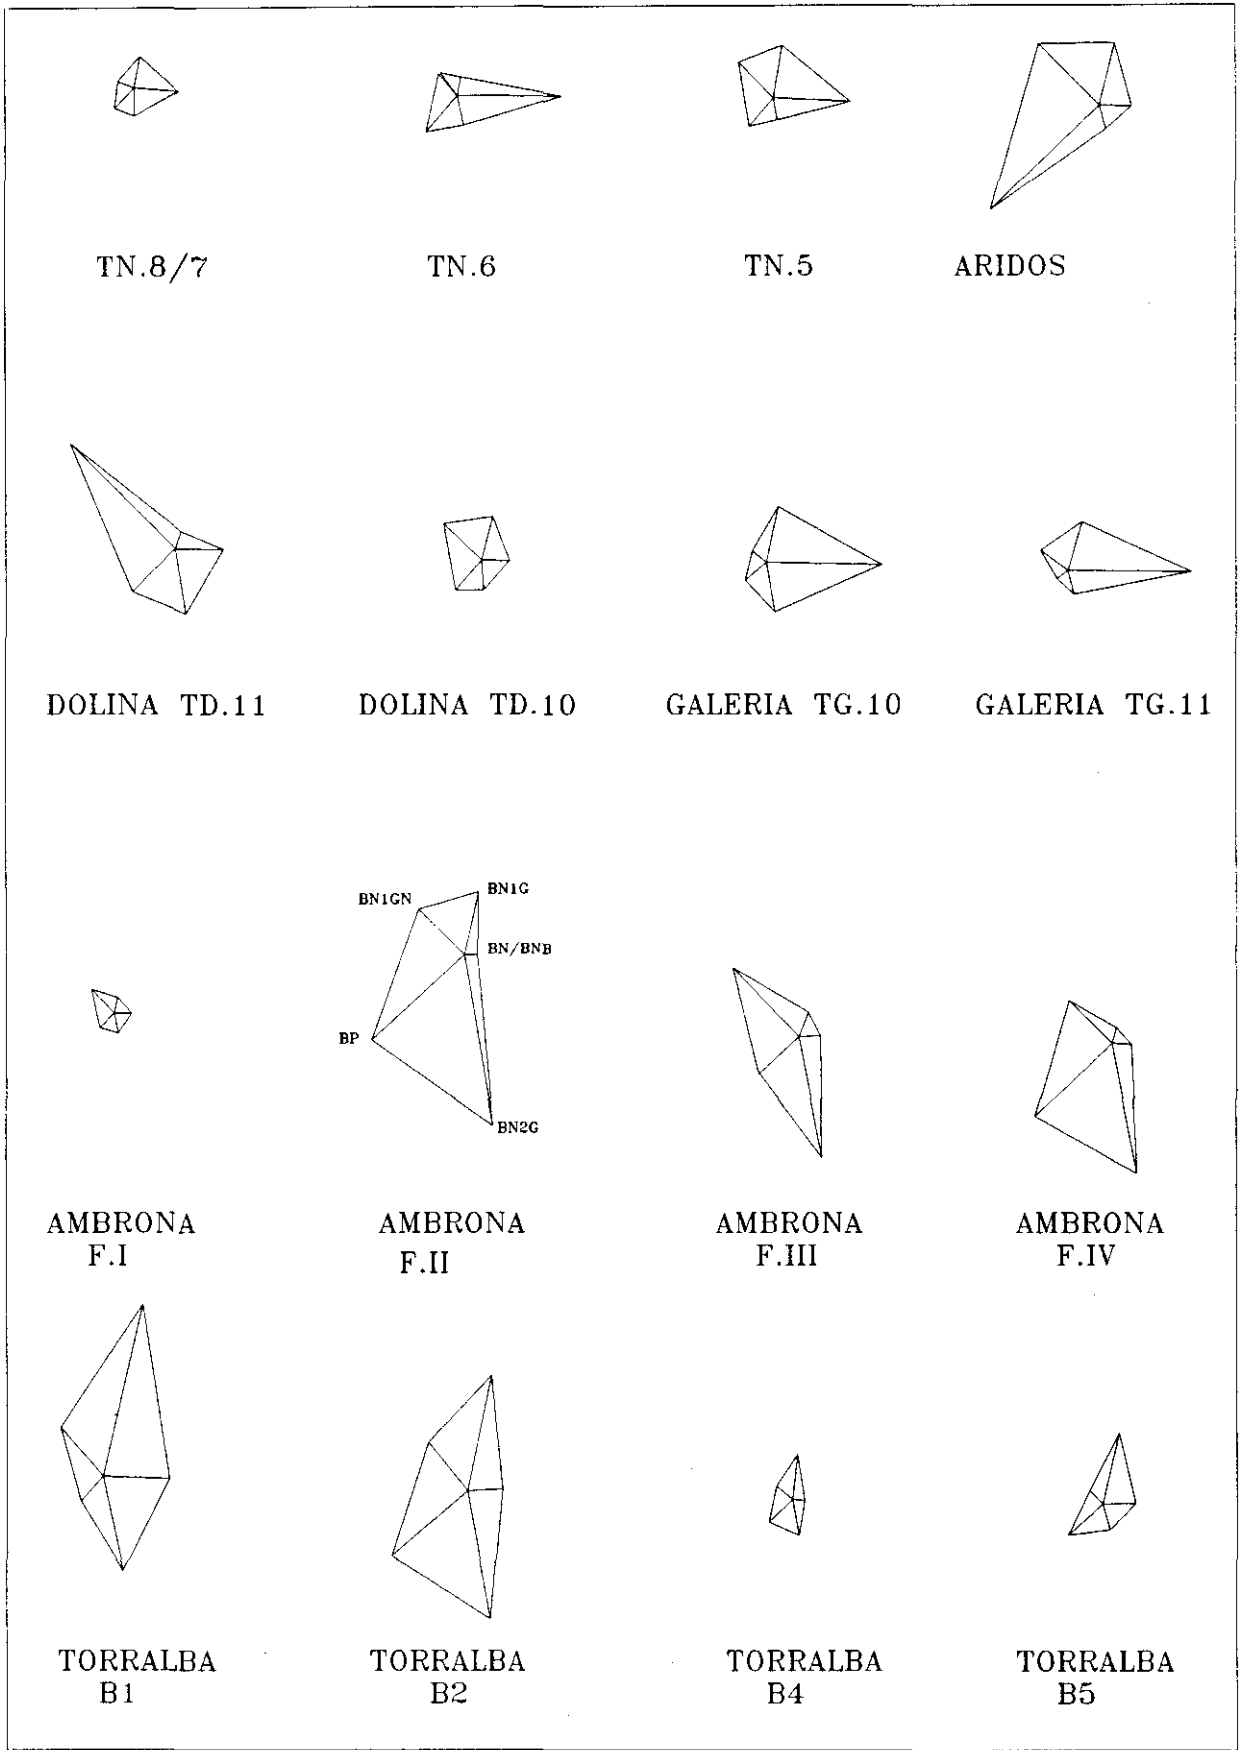 TN.8/7 TN.6 TN.5 ARIDOS
DOLINA TD.11 DOLINA TD.10 GALERIA TG.10 GALERIA TG.11
BN1GN BN1G
BN/BNB
BP
BN2G
AMBRONA AMBRONA AMBRONA AMBRONA
F.I F.II F.III F.IV
TORRALBA TORRALBA TORRALBA TORRALBA
B1 B2 B4 B5